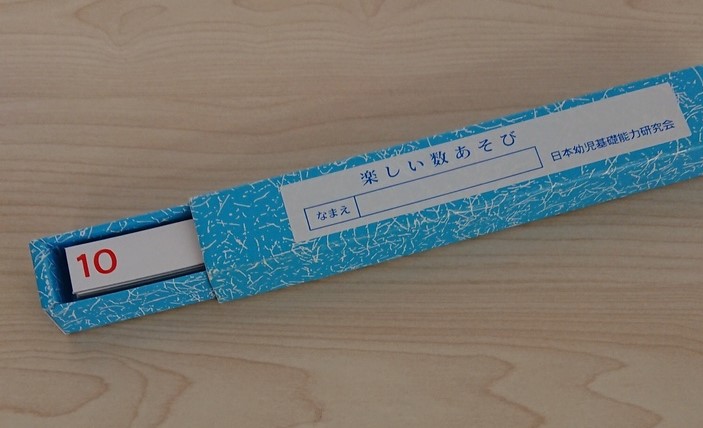 楽しい数あそび
なまえ
日本幼児基礎能力研究会
10